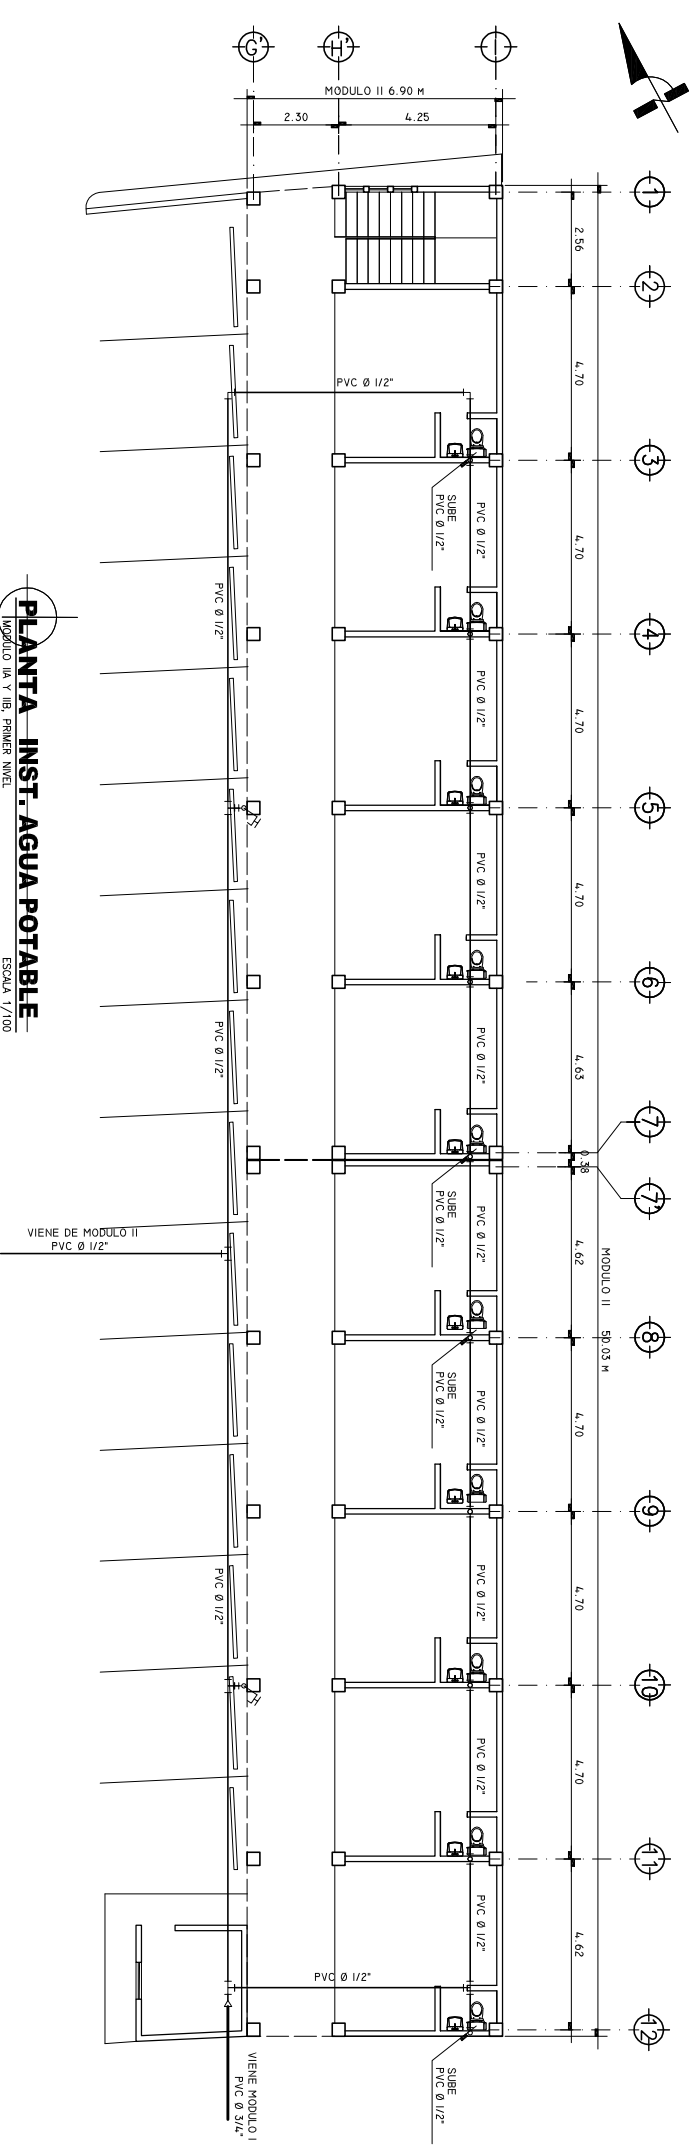 G'
H'
I
MODULO II 6.90 M
2.30
4.25
1
2
3
4
5
6
7
7'
8
9
10
11
12
2.56
4.70
4.70
4.70
4.70
4.63
0.38
4.62
4.70
4.70
4.70
4.62
MODULO II 50.03 M
PVC Ø 1/2"
SUBE
PVC Ø 1/2"
PVC Ø 1/2"
PVC Ø 1/2"
PVC Ø 1/2"
PVC Ø 1/2"
SUBE
PVC Ø 1/2"
PVC Ø 1/2"
SUBE
PVC Ø 1/2"
PVC Ø 1/2"
PVC Ø 1/2"
PVC Ø 1/2"
PVC Ø 1/2"
SUBE
PVC Ø 1/2"
PVC Ø 1/2"
PVC Ø 1/2"
PVC Ø 1/2"
PVC Ø 1/2"
VIENE DE MODULO II
PVC Ø 1/2"
VIENE MODULO I
PVC Ø 3/4"
PLANTA INST. AGUA POTABLE
MODULO IIA Y IIB, PRIMER NIVEL
ESCALA 1/100